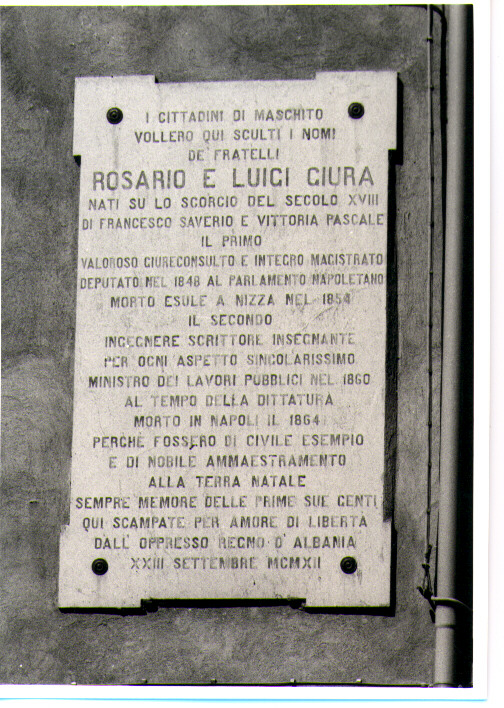 I CITTADINI DI MASCHITO
VOLLERO QUI SCULTI I NOMI
DE' FRATELLI
ROSARIO E LUIGI GIURA
NATI SU LO SCORCIO DEL SECOLO XVIII
DI FRANCESCO SAVERIO E VITTORIA PASCALE
IL PRIMO
VALOROSO GIURECONSULTO E INTEGRO MAGISTRATO
DEPUTATO NEL 1848 AL PARLAMENTO NAPOLETANO
MORTO ESULE A NIZZA NEL 1854
IL SECONDO
INGEGNERE SCRITTORE INSEGNANTE
PER OGNI ASPETTO SINGOLARISSIMO
MINISTRO DEI LAVORI PUBBLICI NEL 1860
AL TEMPO DELLA DITTATURA
MORTO IN NAPOLI IL 1864
PERCHÈ FOSSERO DI CIVILE ESEMPIO
E DI NOBILE AMMAESTRAMENTO
ALLA TERRA NATALE
SEMPRE MEMORE DELLE PRIME SUE GENTI
QUI SCAMPATE PER AMORE DI LIBERTÀ
DALL' OPPRESSO REGNO D' ALBANIA
XXIII SETTEMBRE MCMXII